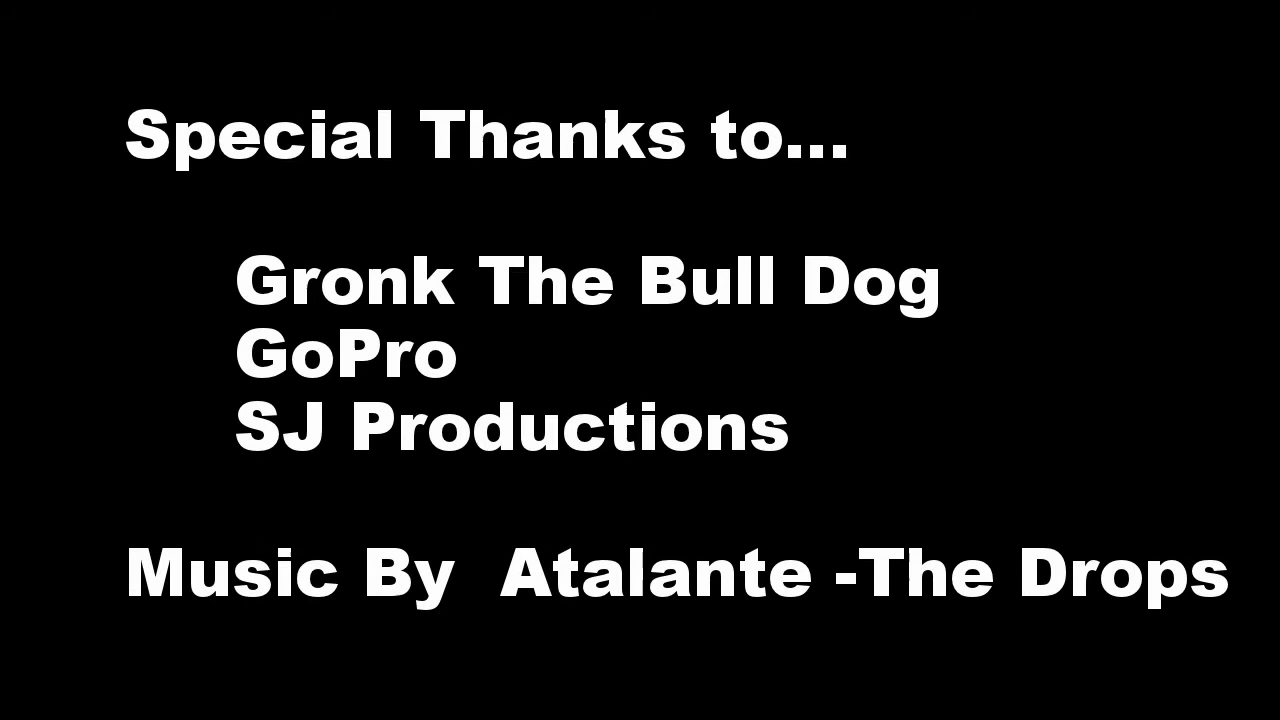 Special Thanks to...
Gronk The Bull Dog
GoPro
SJ Productions
Music By  Atalante -The Drops